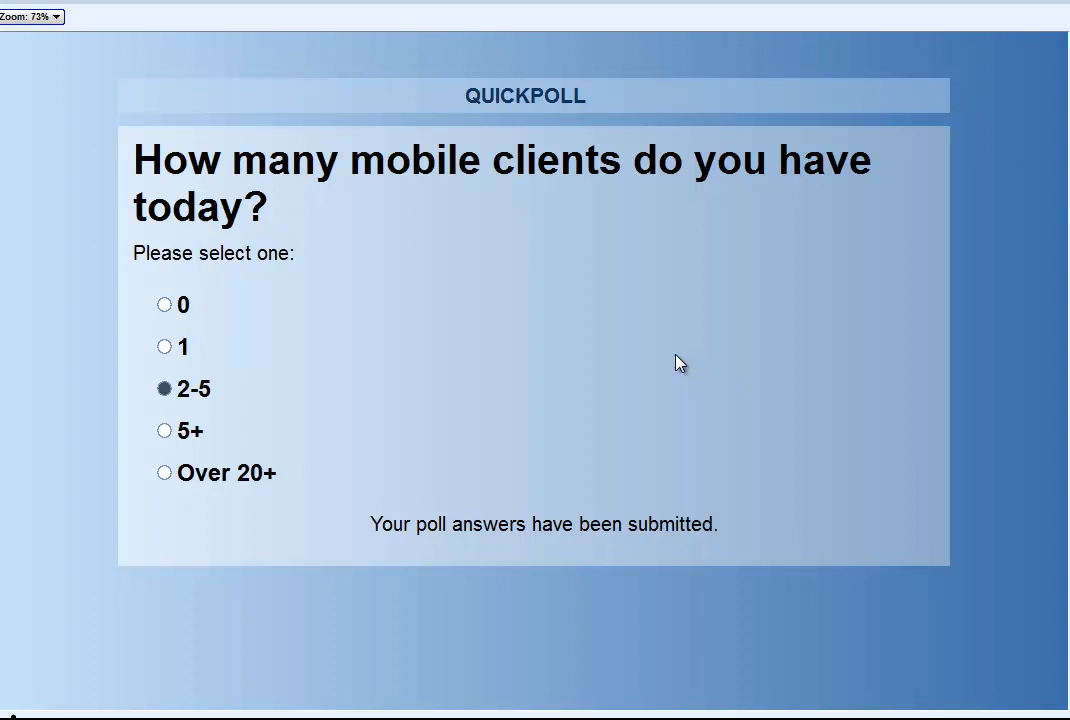 Zoom: 73%
QUICKPOLL
How many mobile clients do you have
today?
Please select one:
0
1
2-5
5+
Over 20+
Your poll answers have been submitted.